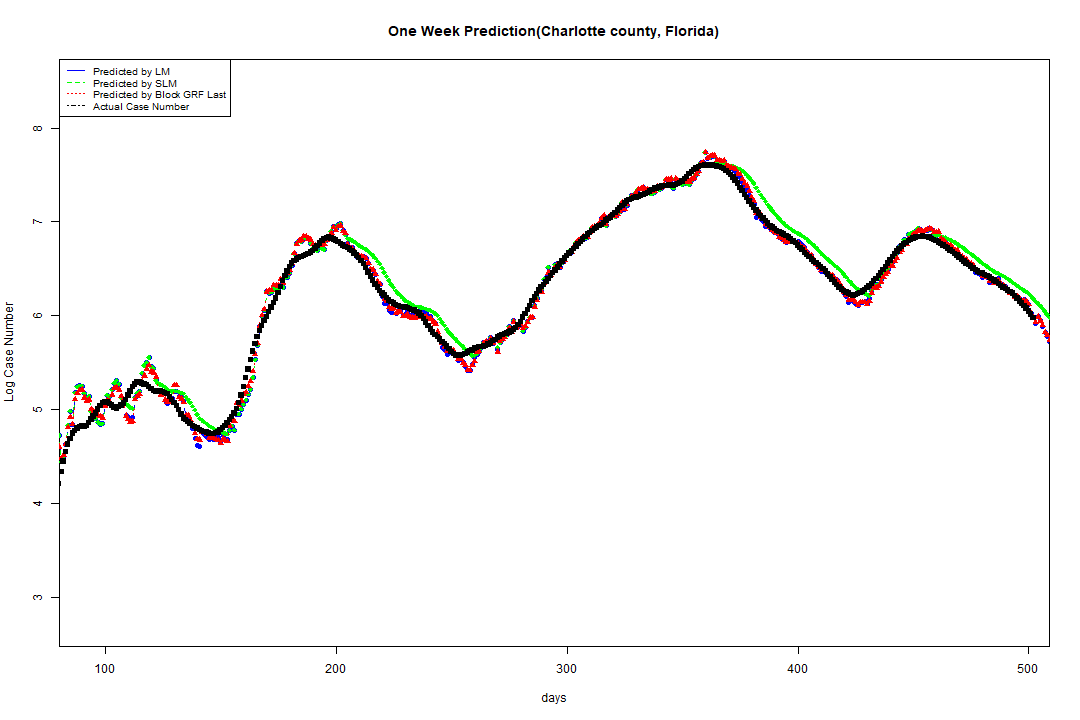 One Week Prediction(Charlotte county, Florida)
Predicted by LM
Predicted by SLM
Predicted by Block GRF Last
Actual Case Number
8
7
6
5
4
3
Log Case Number
100 200 300 400 500
days